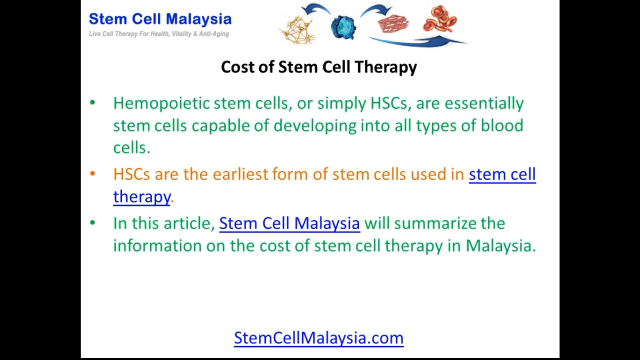 Stem Cell Malaysia
Live Cell Therapy For Health, Vitality & Anti-Aging
Cost of Stem Cell Therapy
• Hemopoietic stem cells, or simply HSCs, are essentially
stem cells capable of developing into all types of blood
cells.
• HSCs are the earliest form of stem cells used in stem cell
therapy.
• In this article, Stem Cell Malaysia will summarize the
information on the cost of stem cell therapy in Malaysia.
StemCellMalaysia.com